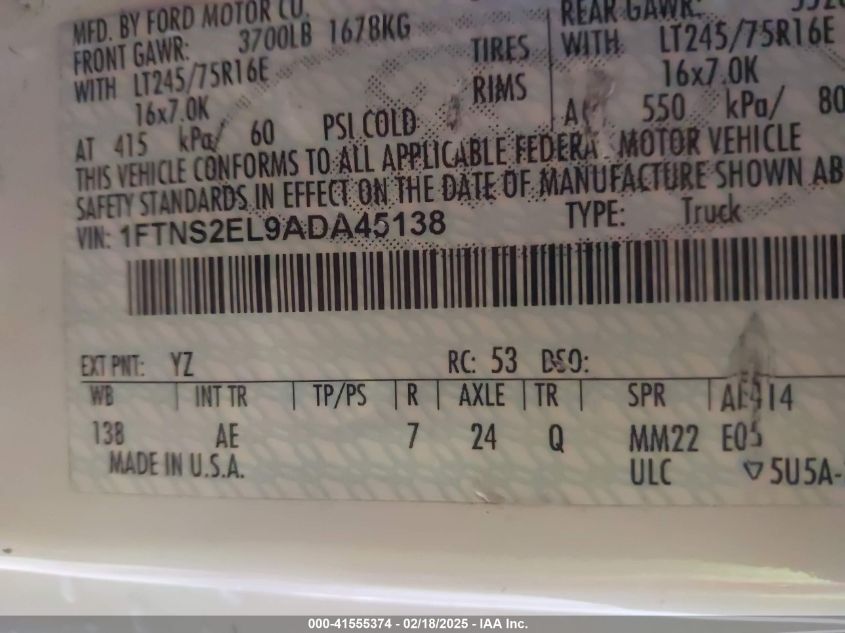 MFD. BY FORD MOTOR CO.
FRONT GAWR: 3700LB 1678KG
WITH LT245/75R16E
16x7.0K
AT 415 kPa/ 60 PSI COLD
TIRES
RIMS
REAR GAWR:
WITH LT245/75R16E
16x7.0K
550 kPa/ 80
THIS VEHICLE CONFORMS TO ALL APPLICABLE FEDERA MOTOR VEHICLE
SAFETY STANDARDS IN EFFECT ON THE DATE OF MANUFACTURE SHOWN AB
VIN: 1FTNS2EL9ADA45138 TYPE: Truck
EXT PNT: YZ RC: 53 DSO:
WB INT TR TP/PS R AXLE TR SPR
138 AE 7 24 Q MM22 E05
MADE IN U.S.A. ULC 5U5A-
000-41555374 - 02/18/2025 - IAA Inc.